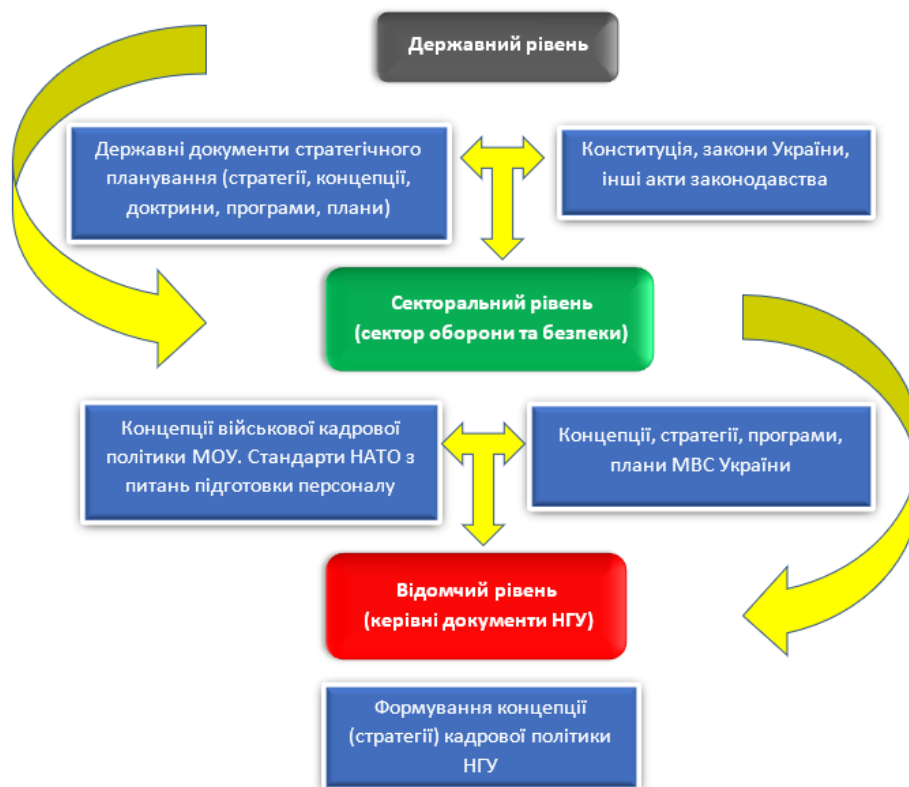 Державний рівень
Державні документи стратегічного
планування (стратегії, концепції,
доктрини, програми, плани)
Конституція, закони України,
інші акти законодавства
Секторальний рівень
(сектор оборони та безпеки)
Концепції військової кадрової
політики МОУ. Стандарти НАТО з
питань підготовки персоналу
Концепції, стратегії, програми,
плани МВС України
Відомчий рівень
(керівні документи НГУ)
Формування концепції
(стратегії) кадрової політики
НГУ